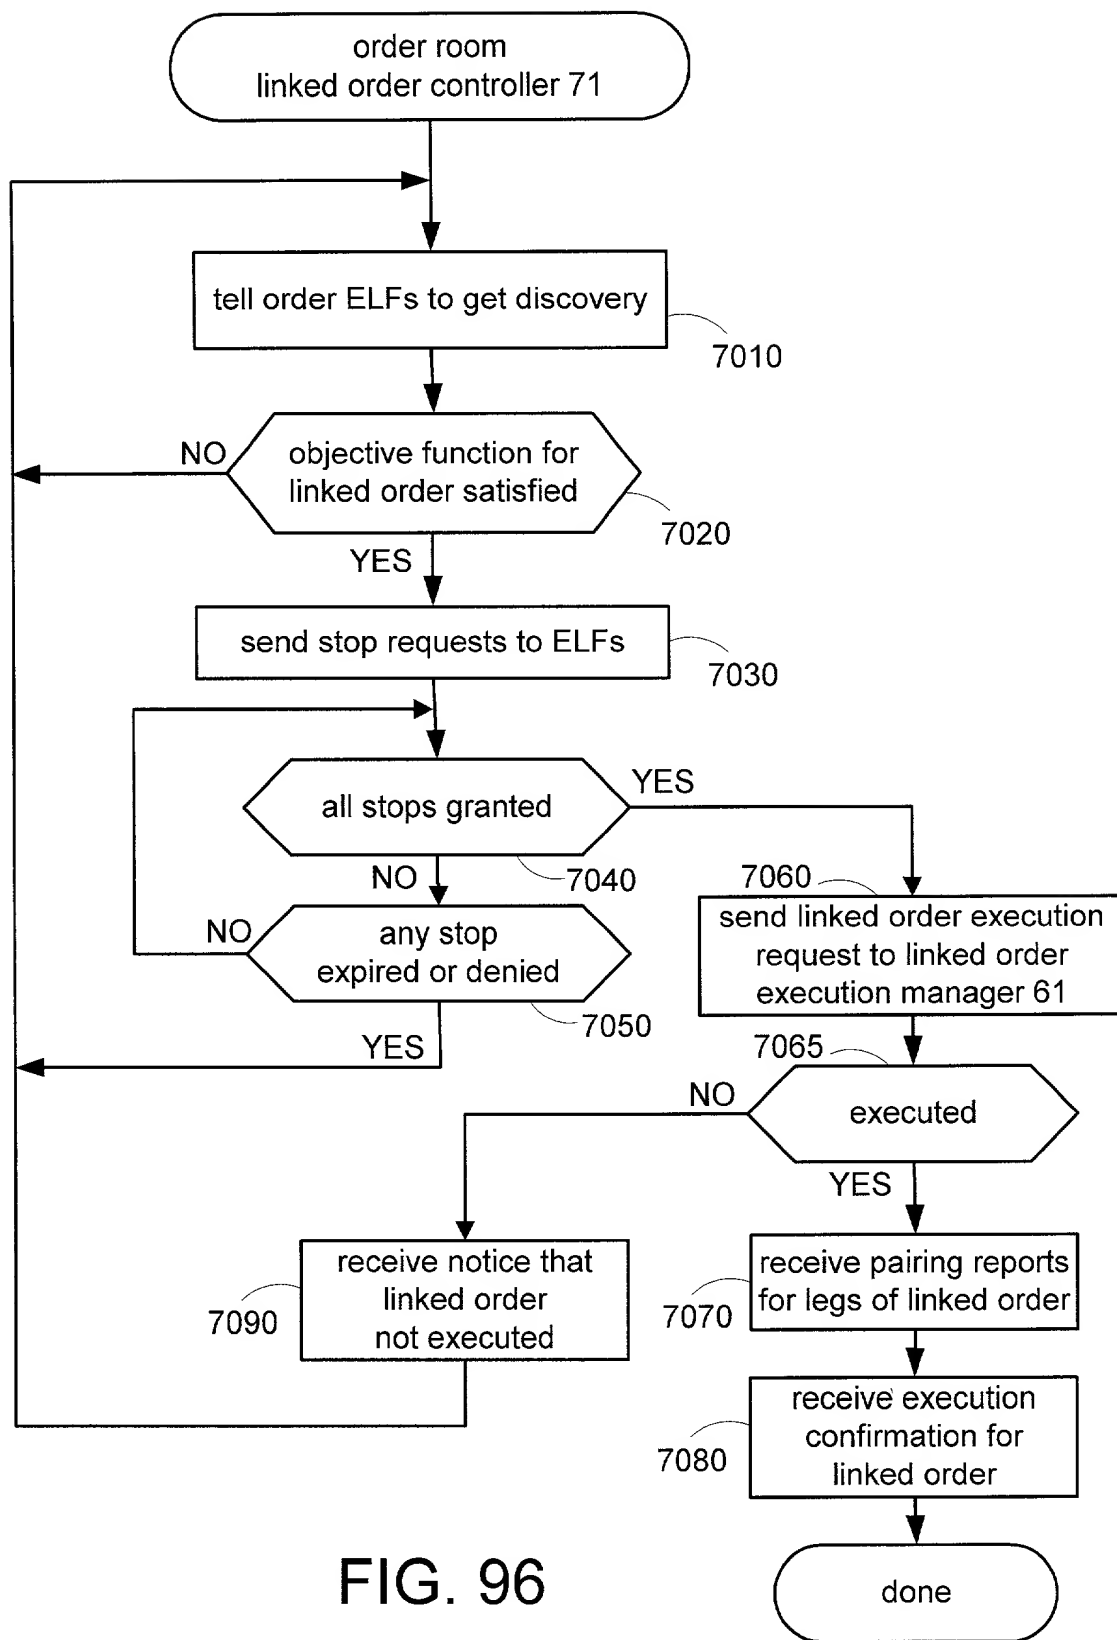 order room
linked order controller 71
tell order ELFs to get discovery
7010
NO
objective function for
linked order satisfied
7020
YES
send stop requests to ELFs
7030
YES
all stops granted
7040
NO
7060
send linked order execution
request to linked order
execution manager 61
NO
any stop
expired or denied
7050
YES
7065
NO
executed
YES
receive notice that
linked order
not executed
7090
receive pairing reports
for legs of linked order
7070
receive execution
confirmation for
linked order
7080
done
FIG. 96